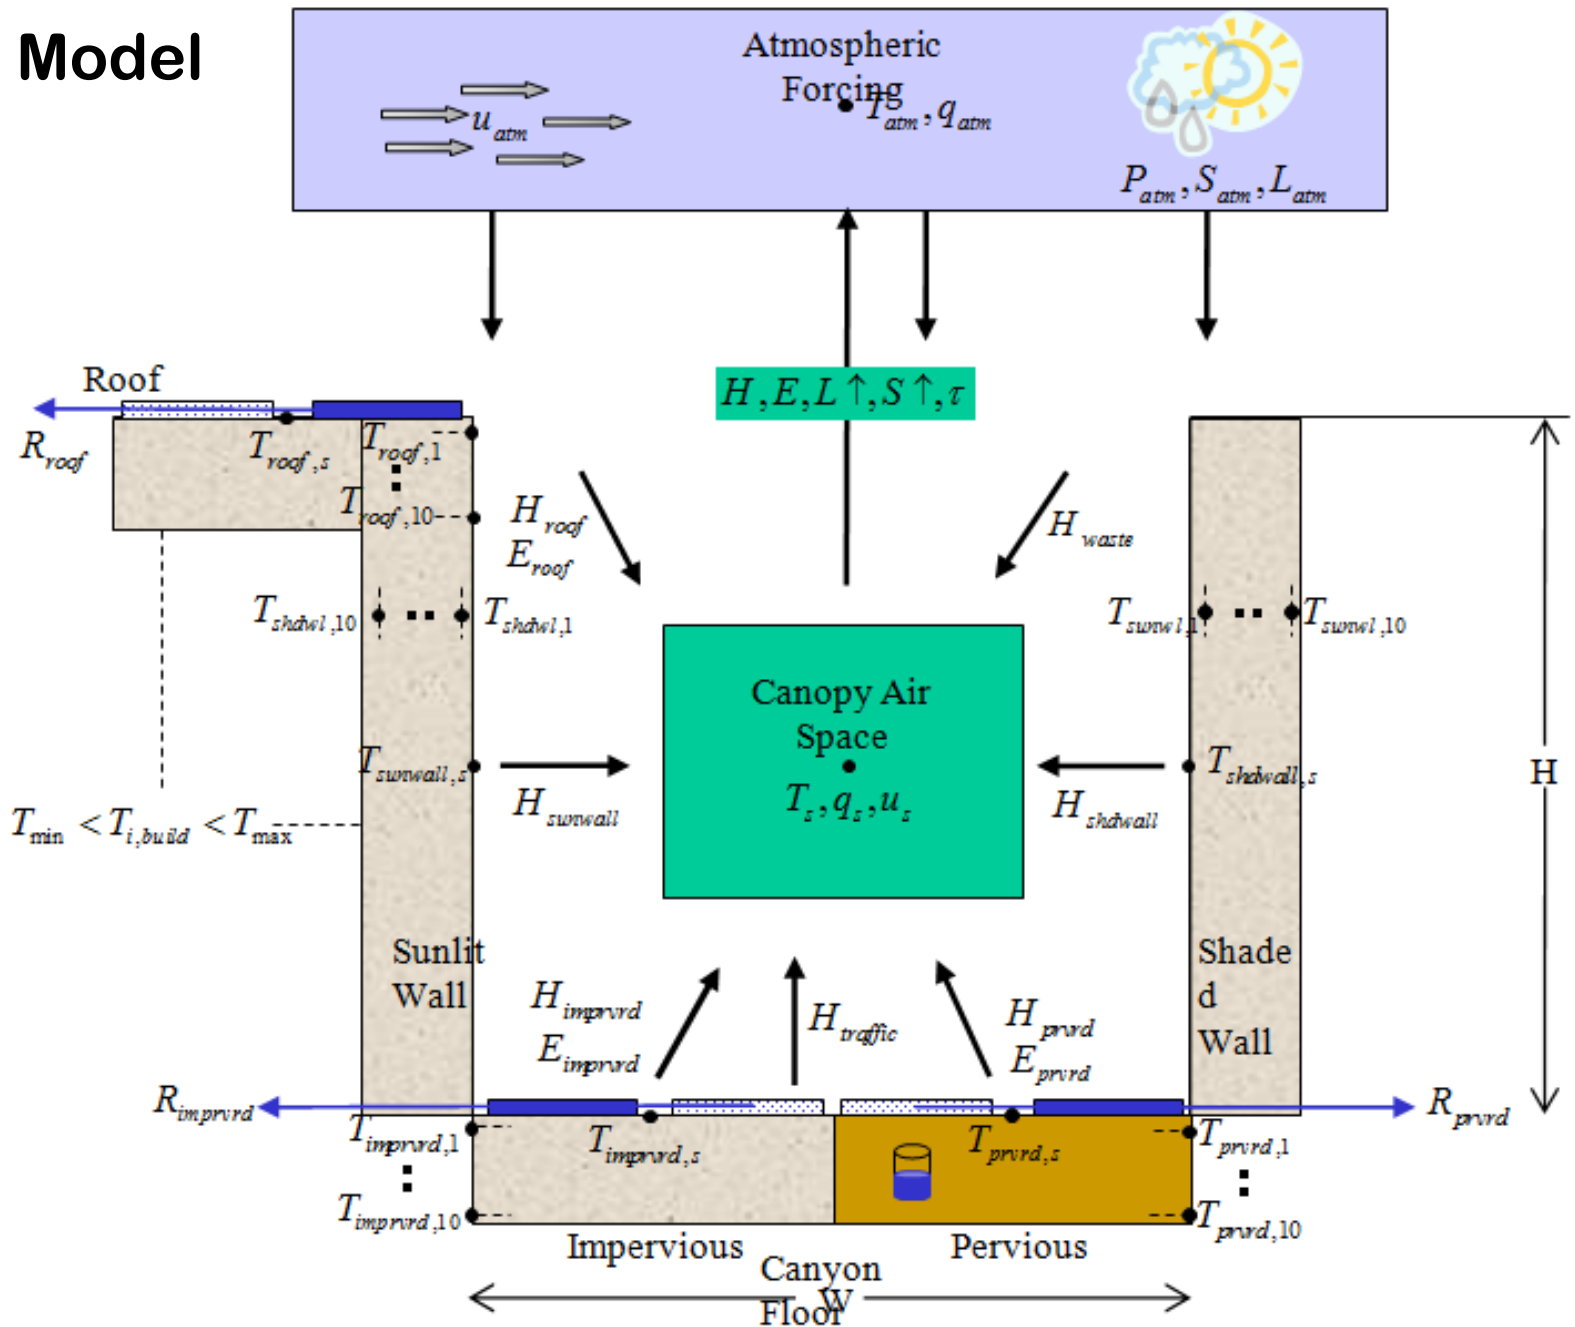 Model
Atmospheric
Forcing
T_atm, q_atm
u_atm
P_atm, S_atm, L_atm
H, E, L ↑, S ↑, τ
Roof
R_roof
T_roof,s
T_roof,1
T_roof,10
H_roof
E_roof
H_waste
T_shdwl,10
T_shdwl,1
T_sunwl,1
T_sunwl,10
Canopy Air
Space
T_s, q_s, u_s
T_sunwall,s
H_sunwall
H_shdwall
T_shdwall,s
H
T_min < T_i,build < T_max
Sunlit
Wall
Shade
d
Wall
H_imprvrd
E_imprvrd
H_traffic
H_prvrd
E_prvrd
R_imprvrd
R_prvrd
T_imprvrd,1
T_imprvrd,s
T_prvrd,s
T_prvrd,1
T_imprvrd,10
T_prvrd,10
Impervious
Pervious
Canyon
Floor
W